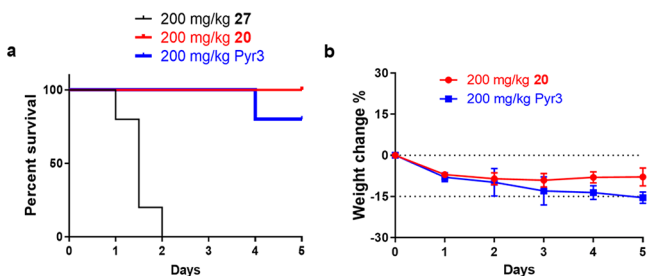 200 mg/kg 27
200 mg/kg 20
200 mg/kg Pyr3
a
Percent survival
100
50
0
0 1 2 3 4 5
Days
b
200 mg/kg 20
200 mg/kg Pyr3
Weight change %
30
15
0
-15
-30
0 1 2 3 4 5
Days